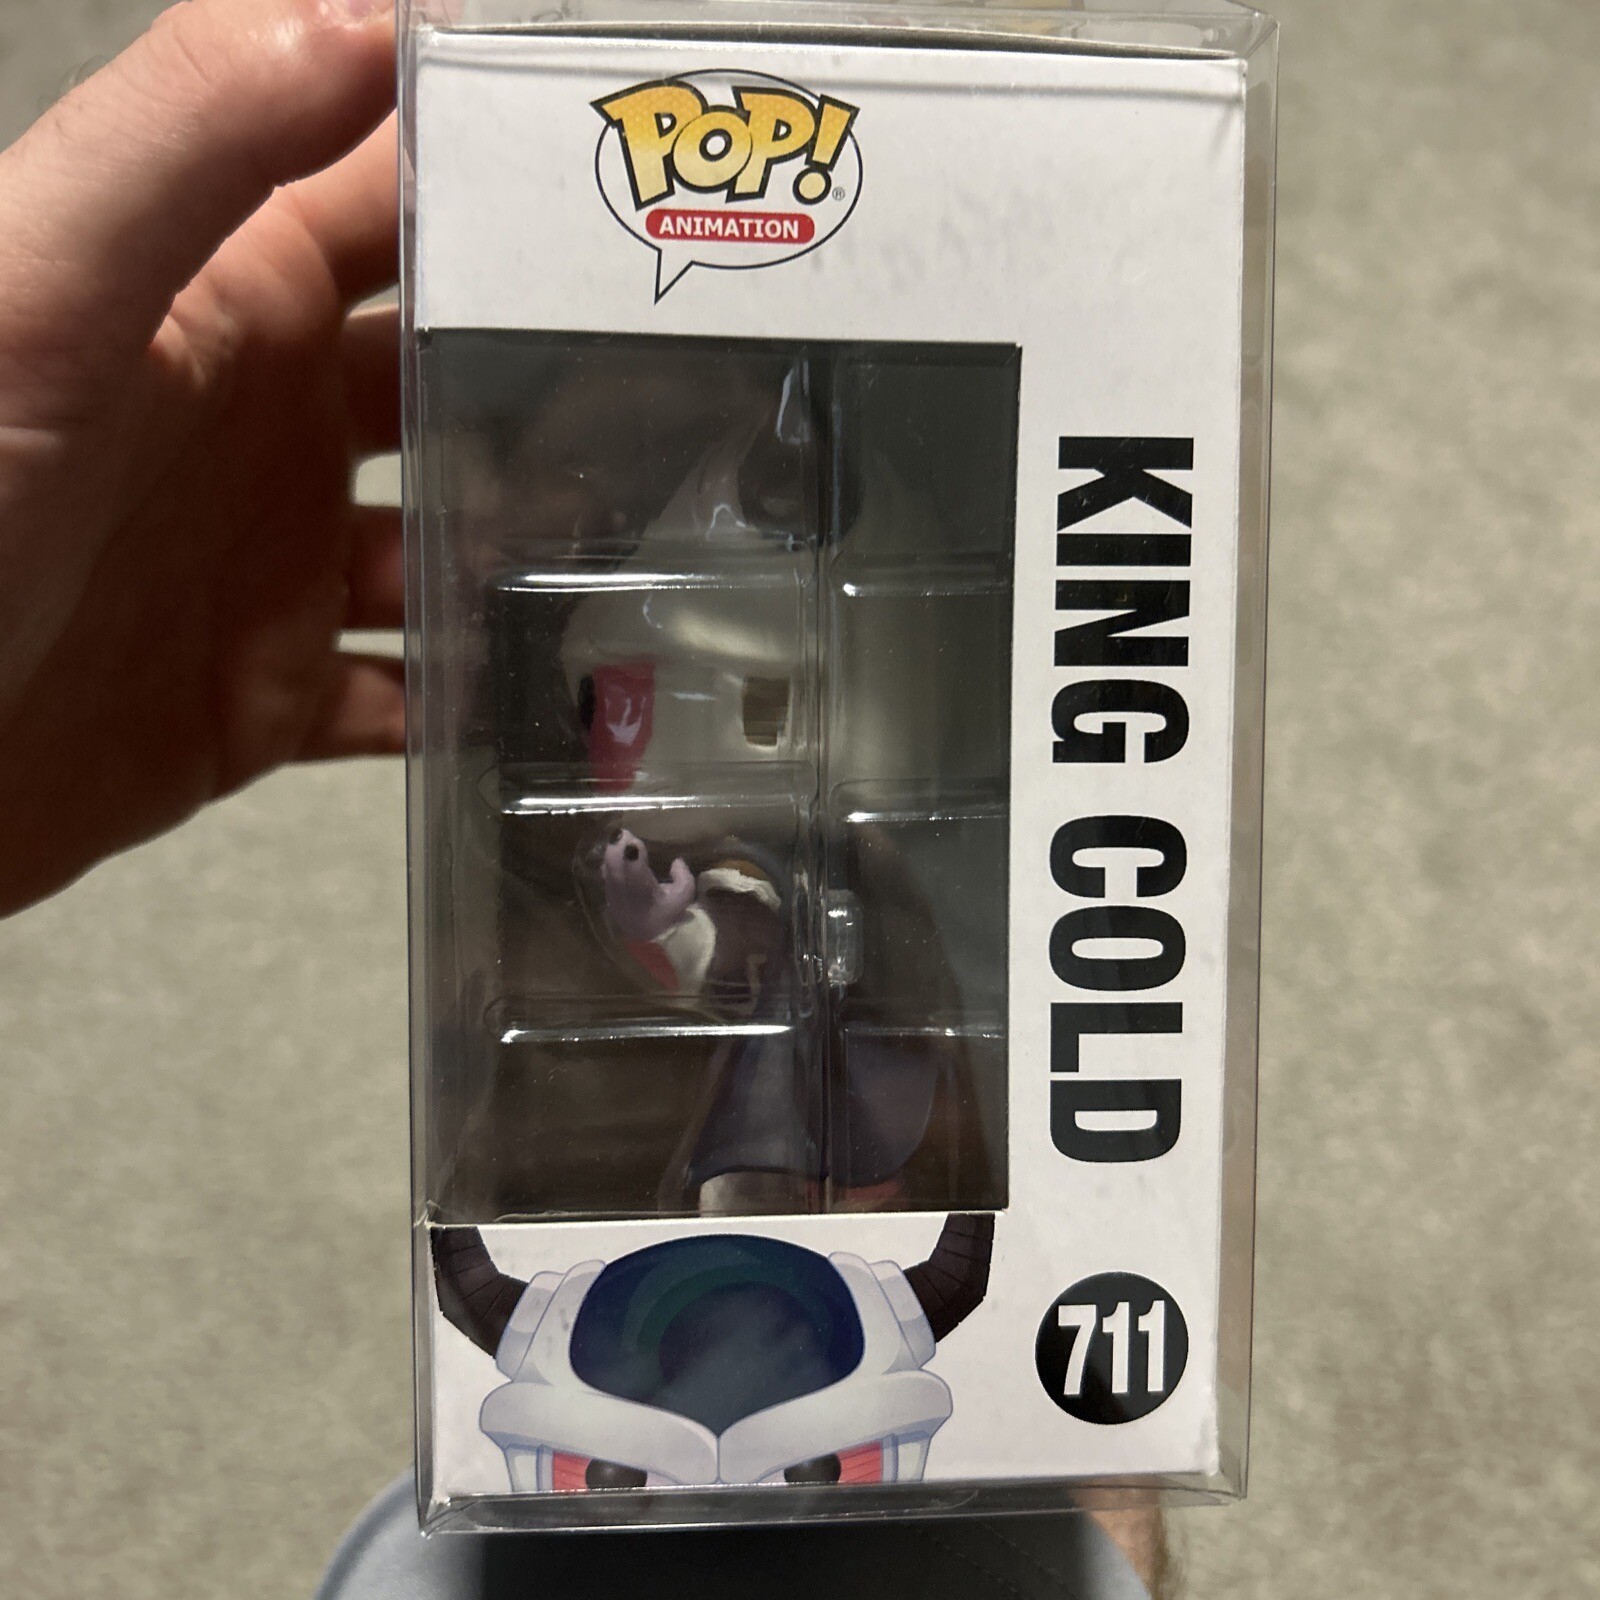 POP!
®
ANIMATION
KING COLD
711